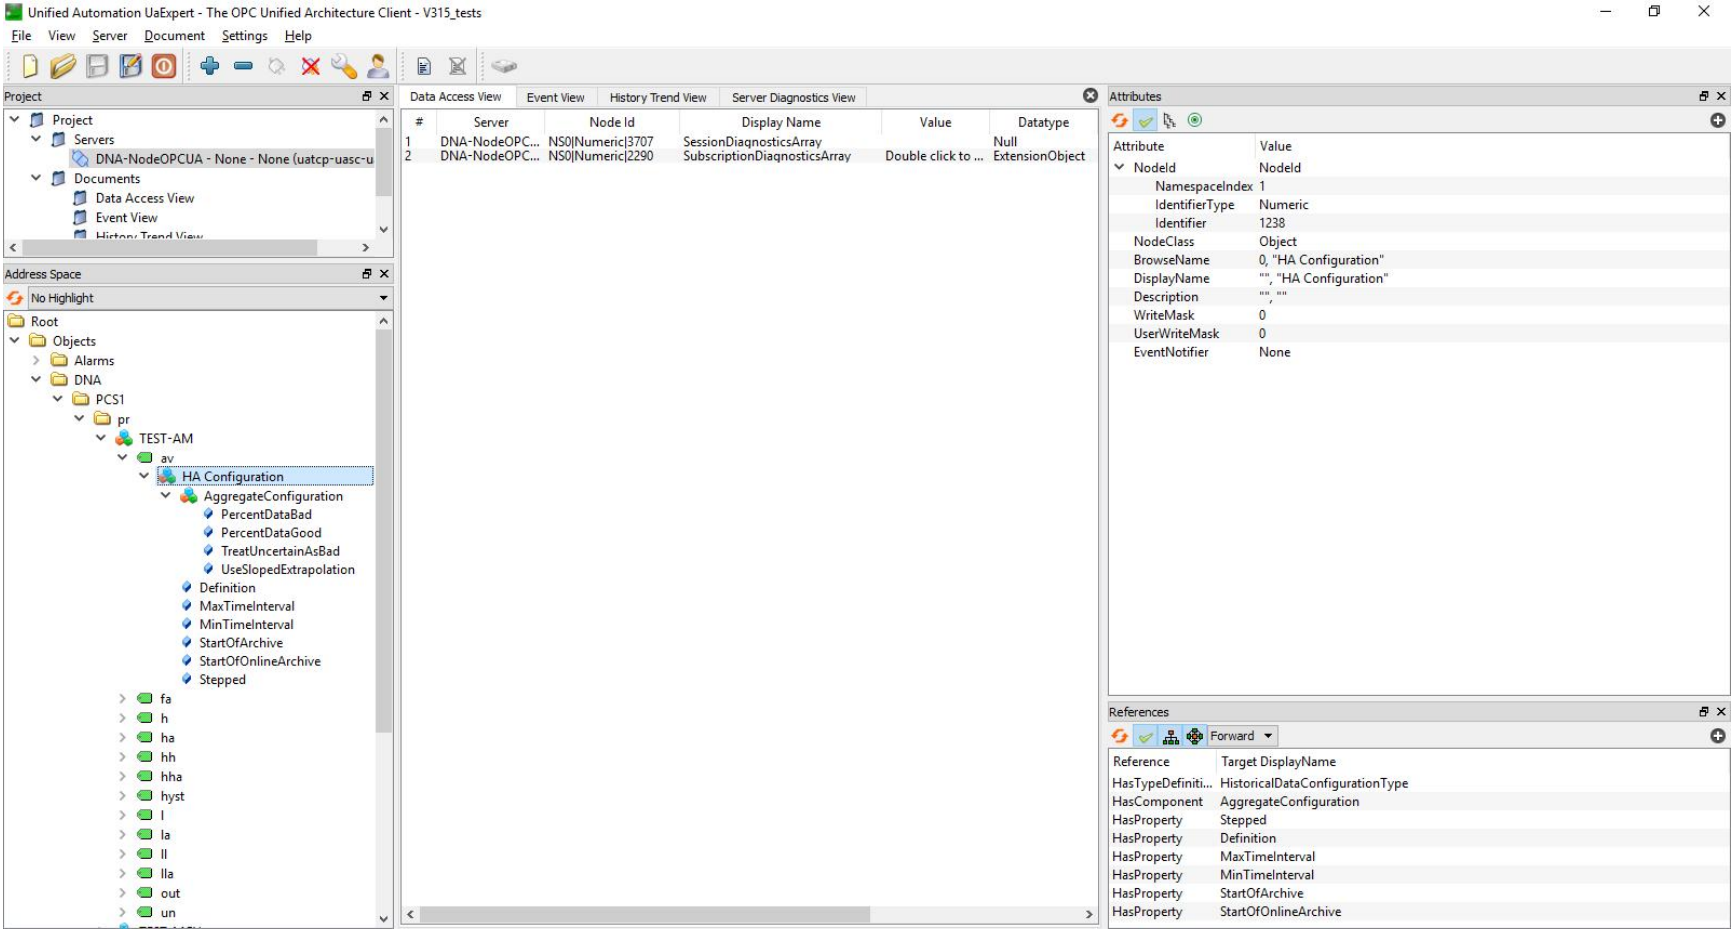 Unified Automation UaExpert - The OPC Unified Architecture Client - V315_tests
File View Server Document Settings Help
Project
Project
Servers
DNA-NodeOPCUA - None - None (uatcp-uasc-u
Documents
Data Access View
Event View
History Trend View
Address Space
No Highlight
Root
Objects
Alarms
DNA
PCS1
pr
TEST-AM
av
HA Configuration
AggregateConfiguration
PercentDataBad
PercentDataGood
TreatUncertainAsBad
UseSlopedExtrapolation
Definition
MaxTimeInterval
MinTimeInterval
StartOfArchive
StartOfOnlineArchive
Stepped
fa
h
ha
hh
hha
hyst
l
la
ll
lla
out
un
Data Access View Event View History Trend View Server Diagnostics View
# Server Node Id Display Name Value Datatype
1 DNA-NodeOPC... NS0|Numeric|3707 SessionDiagnosticsArray Null
2 DNA-NodeOPC... NS0|Numeric|2290 SubscriptionDiagnosticsArray Double click to ... ExtensionObject
Attributes
Attribute Value
NodeId NodeId
NamespaceIndex 1
IdentifierType Numeric
Identifier 1238
NodeClass Object
BrowseName 0, "HA Configuration"
DisplayName "", "HA Configuration"
Description "", ""
WriteMask 0
UserWriteMask 0
EventNotifier None
References
Forward
Reference Target DisplayName
HasTypeDefiniti... HistoricalDataConfigurationType
HasComponent AggregateConfiguration
HasProperty Stepped
HasProperty Definition
HasProperty MaxTimeInterval
HasProperty MinTimeInterval
HasProperty StartOfArchive
HasProperty StartOfOnlineArchive